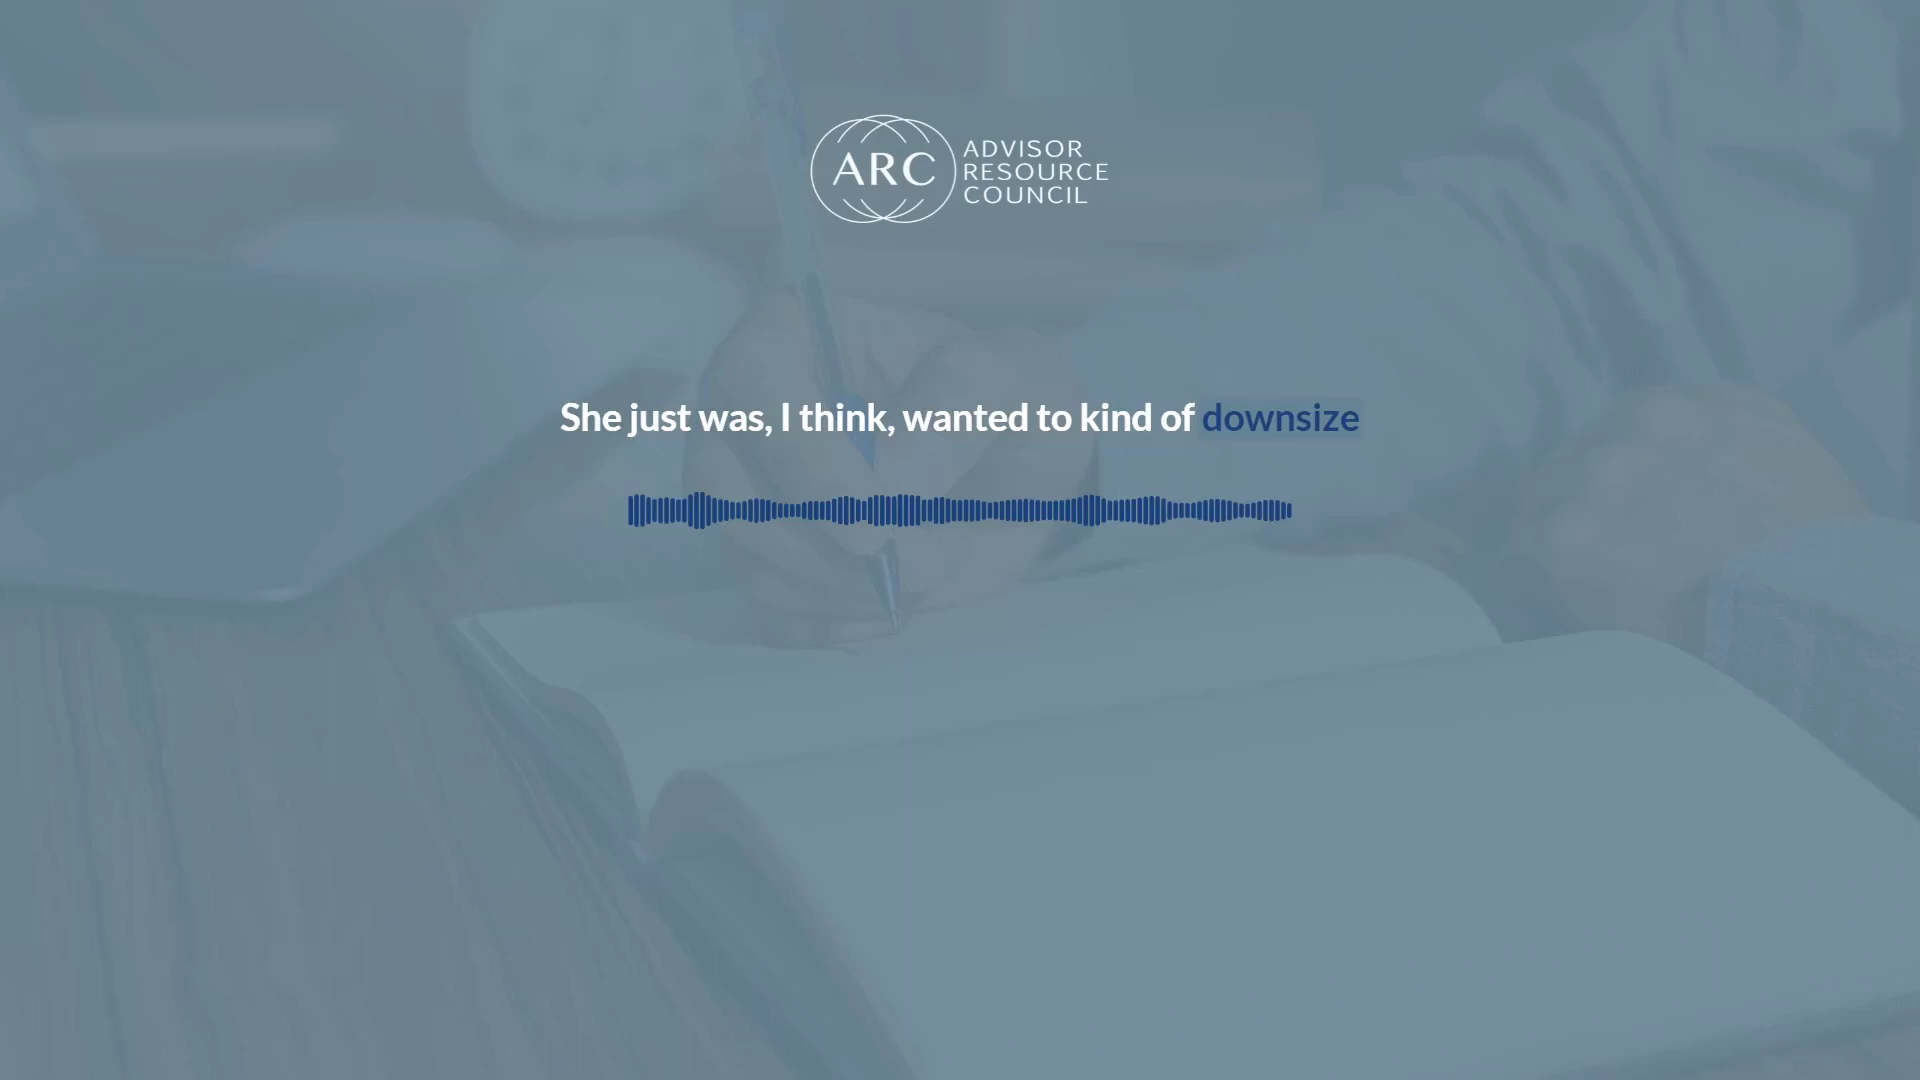 ARC
ADVISOR
RESOURCE
COUNCIL
She just was, I think, wanted to kind of downsize